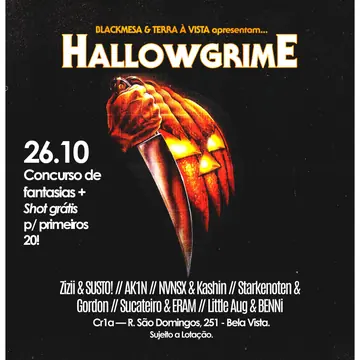 BLACKMESA & TERRA À VISTA apresentam...
HALLOWGRIME
26.10
Concurso de
fantasias +
Shot grátis
p/ primeiros
20!
Zizii & SUSTO! // AK1N // NVNSX & Kashin // Starkenoten &
Gordon // Sucateiro & ERAM // Little Aug & BENNi
Cr1a — R. São Domingos, 251 - Bela Vista.
Sujeito a Lotação.